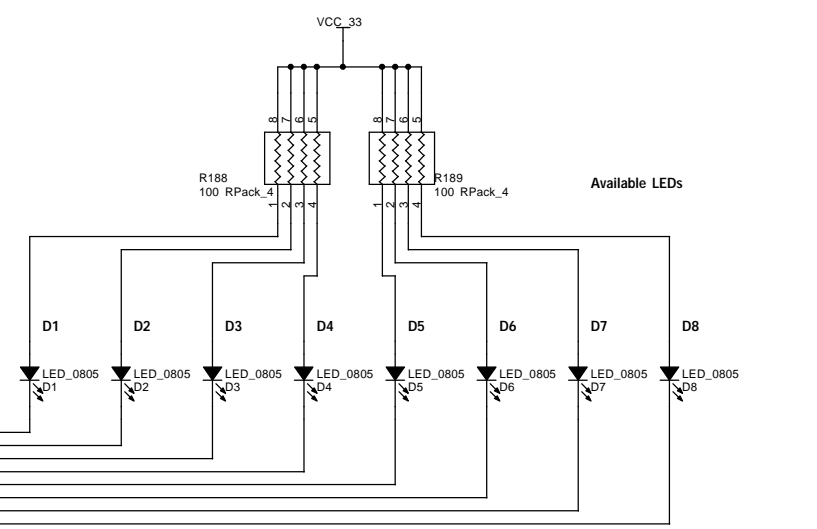 VCC_33
8 7 6 5
8 7 6 5
R188
100 RPack_4
R189
100 RPack_4
Available LEDs
1 2 3 4
1 2 3 4
D1
D2
D3
D4
D5
D6
D7
D8
LED_0805
D1
LED_0805
D2
LED_0805
D3
LED_0805
D4
LED_0805
D5
LED_0805
D6
LED_0805
D7
LED_0805
D8